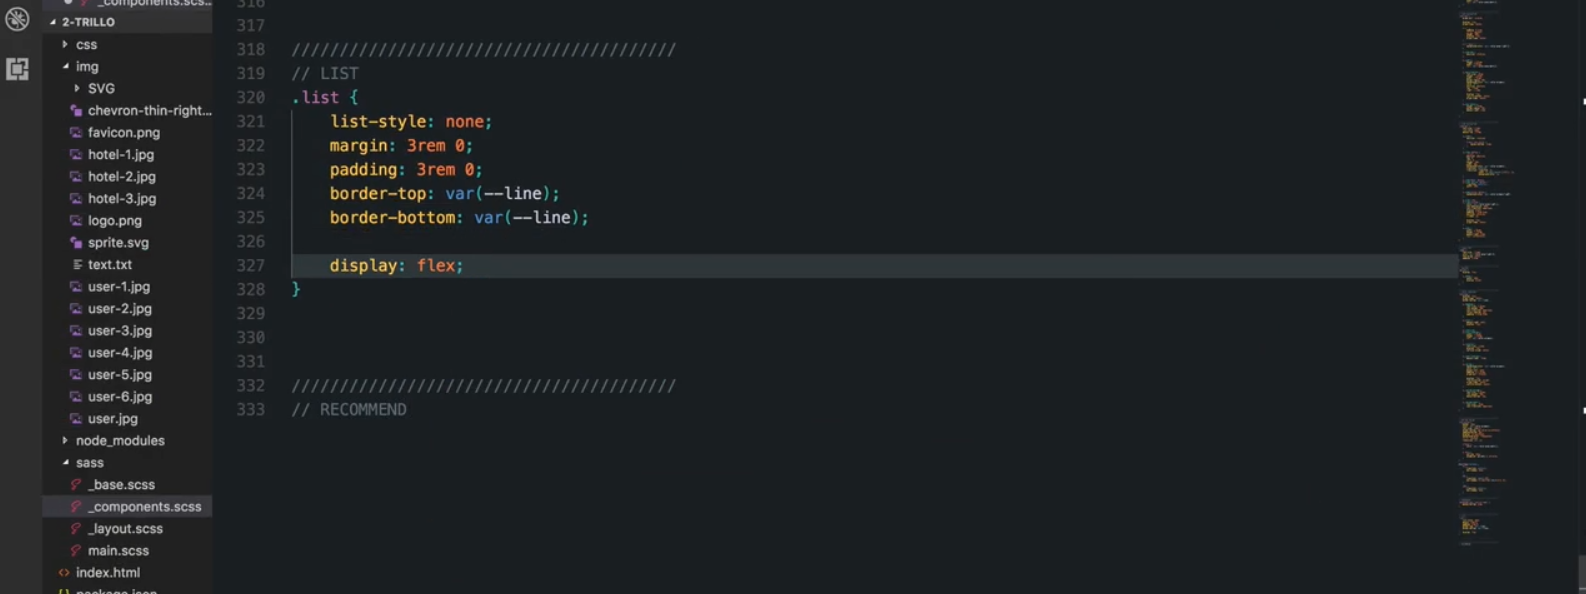 _components.scs...
2-TRILLO
css
img
SVG
chevron-thin-right...
favicon.png
hotel-1.jpg
hotel-2.jpg
hotel-3.jpg
logo.png
sprite.svg
text.txt
user-1.jpg
user-2.jpg
user-3.jpg
user-4.jpg
user-5.jpg
user-6.jpg
user.jpg
node_modules
sass
_base.scss
_components.scss
_layout.scss
main.scss
index.html
package.json
316
317
318 ////////////////////////////////////////
319 // LIST
320 .list {
321 list-style: none;
322 margin: 3rem 0;
323 padding: 3rem 0;
324 border-top: var(--line);
325 border-bottom: var(--line);
326
327 display: flex;
328 }
329
330
331
332 ////////////////////////////////////////
333 // RECOMMEND